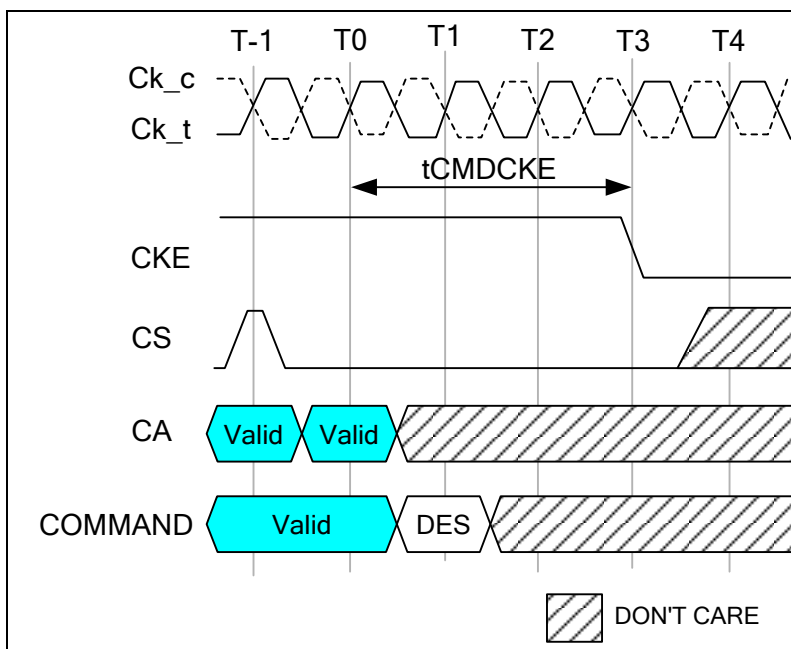 T-1 T0 T1 T2 T3 T4
Ck_c
Ck_t
tCMDCKE
CKE
CS
CA Valid Valid
COMMAND Valid DES
DON'T CARE